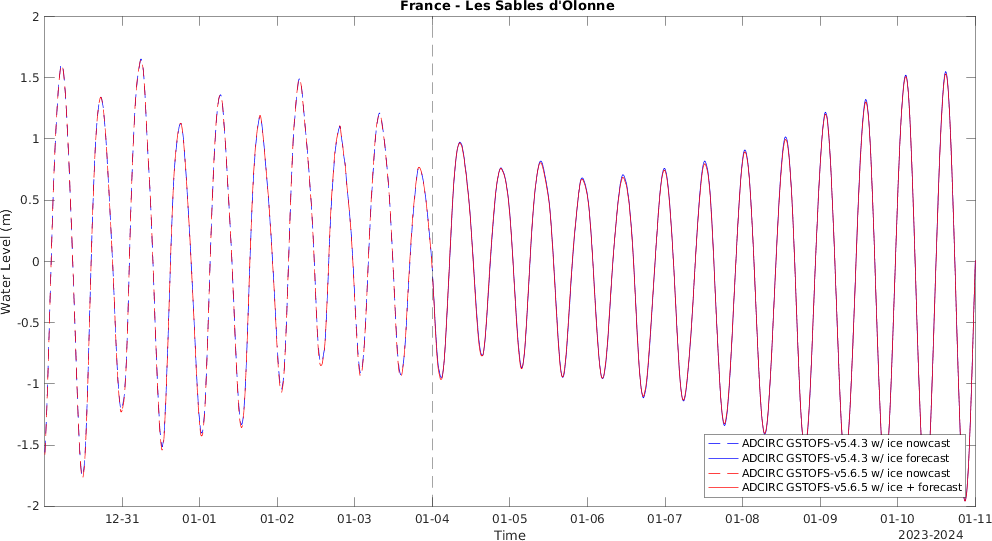 France - Les Sables d'Olonne
2
1.5
1
0.5
0
-0.5
-1
-1.5
-2
Water Level (m)
ADCIRC GSTOFS-v5.4.3 w/ ice nowcast
ADCIRC GSTOFS-v5.4.3 w/ ice forecast
ADCIRC GSTOFS-v5.6.5 w/ ice nowcast
ADCIRC GSTOFS-v5.6.5 w/ ice + forecast
12-31 01-01 01-02 01-03 01-04 01-05 01-06 01-07 01-08 01-09 01-10 01-11
Time
2023-2024